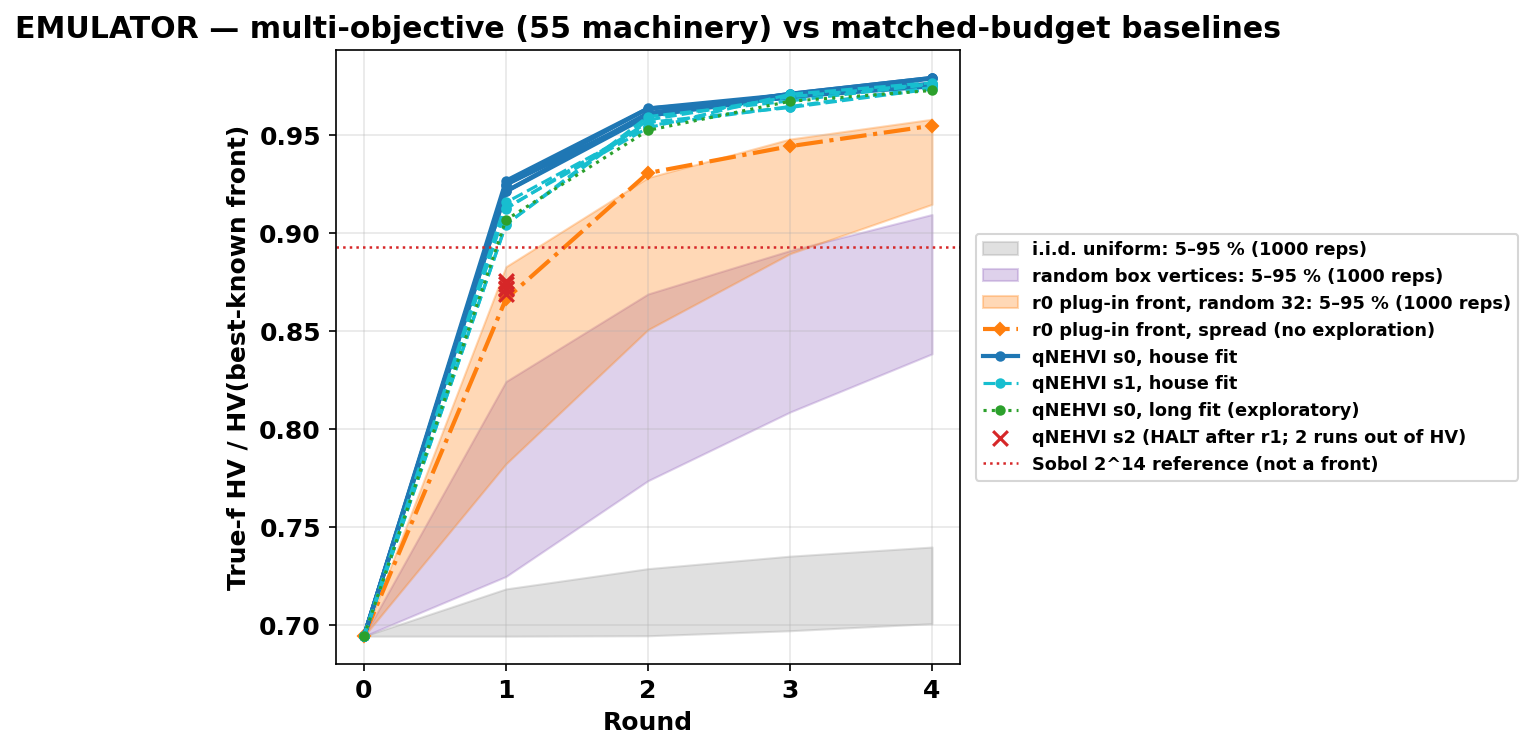 EMULATOR — multi-objective (55 machinery) vs matched-budget baselines
True-f HV / HV(best-known front)
0.95
0.90
0.85
0.80
0.75
0.70
0
1
2
3
4
Round
i.i.d. uniform: 5–95 % (1000 reps)
random box vertices: 5–95 % (1000 reps)
r0 plug-in front, random 32: 5–95 % (1000 reps)
r0 plug-in front, spread (no exploration)
qNEHVI s0, house fit
qNEHVI s1, house fit
qNEHVI s0, long fit (exploratory)
qNEHVI s2 (HALT after r1; 2 runs out of HV)
Sobol 2^14 reference (not a front)